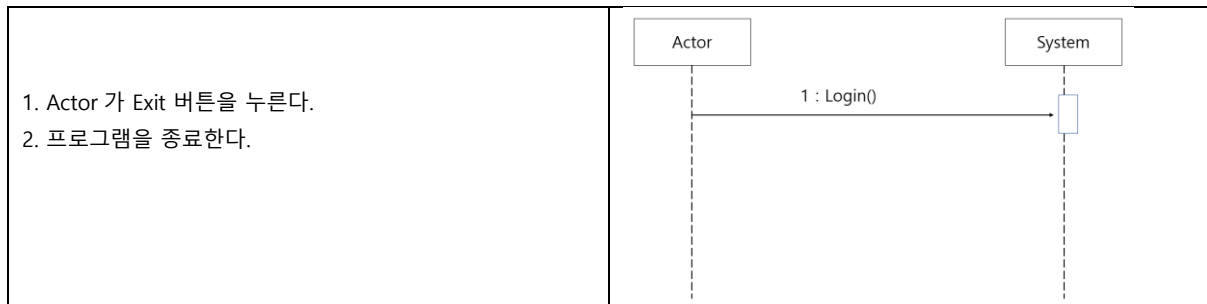 1. Actor 가 Exit 버튼을 누른다.
2. 프로그램을 종료한다.
Actor
System
1 : Login()